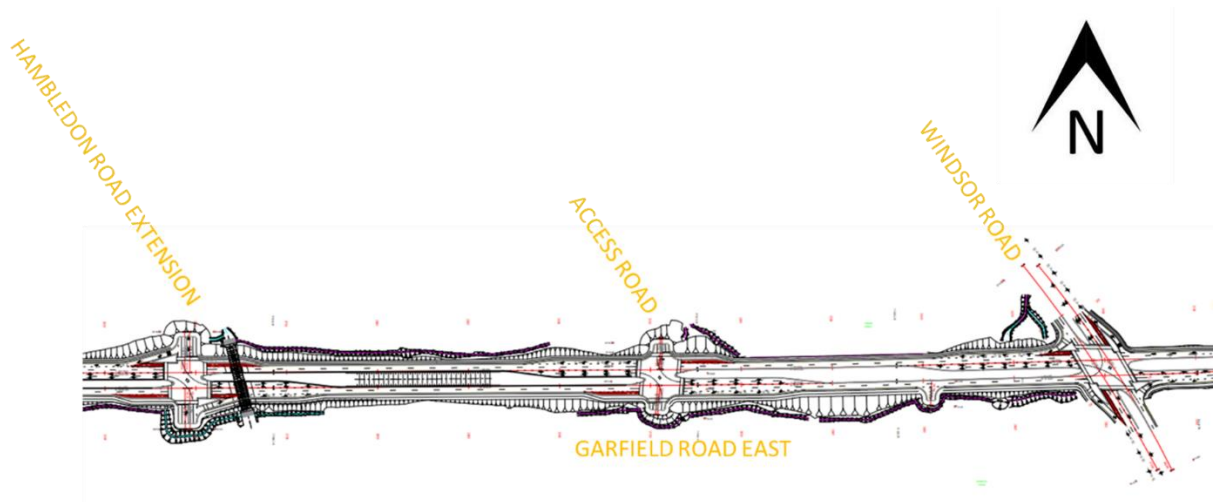 HAMBLEDON ROAD EXTENSION
ACCESS ROAD
WINDSOR ROAD
N
GARFIELD ROAD EAST